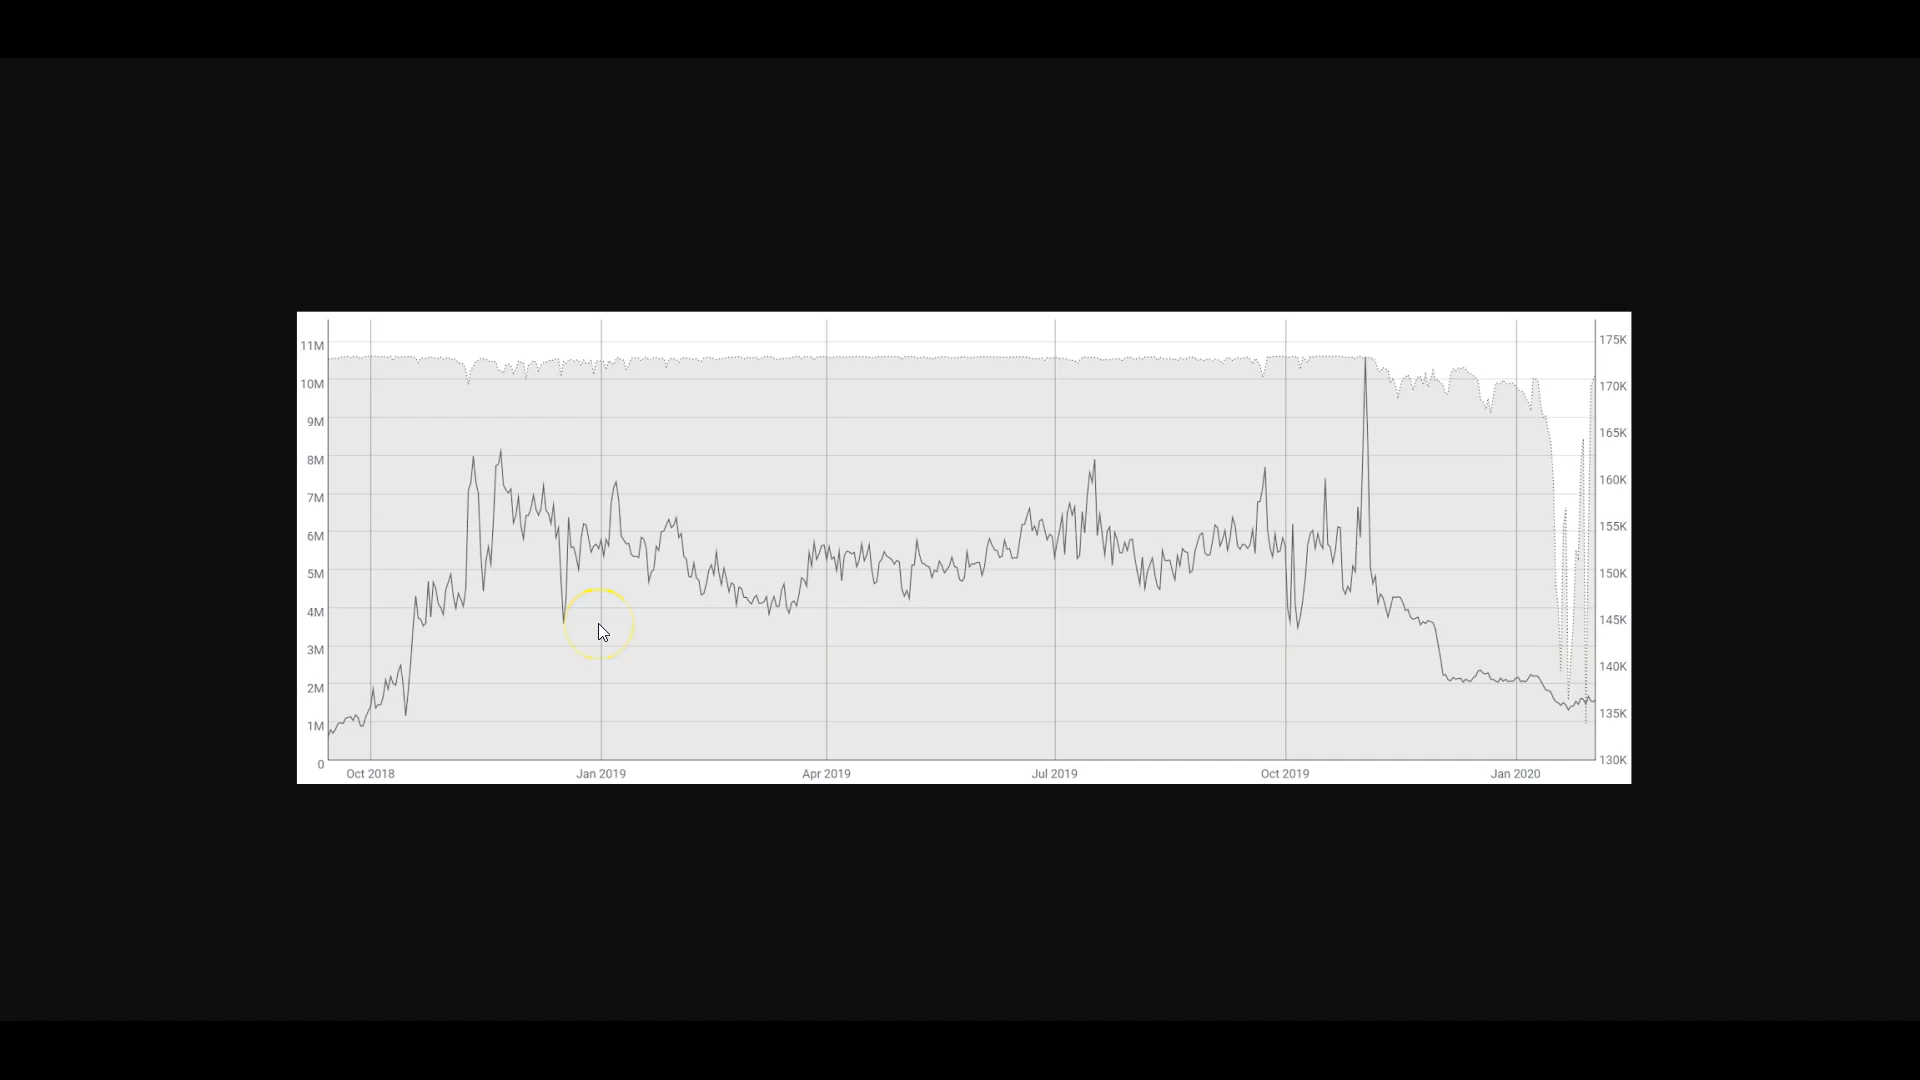 11M
10M
9M
8M
7M
6M
5M
4M
3M
2M
1M
0
175K
170K
165K
160K
155K
150K
145K
140K
135K
130K
Oct 2018 Jan 2019 Apr 2019 Jul 2019 Oct 2019 Jan 2020